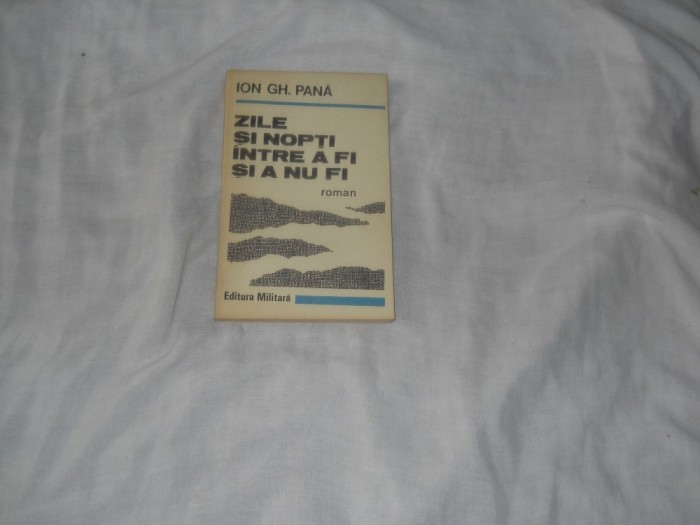 ION GH. PANĂ
ZILE
ȘI NOPȚI
ÎNTRE A FI
ȘI A NU FI
roman
Editura Militară